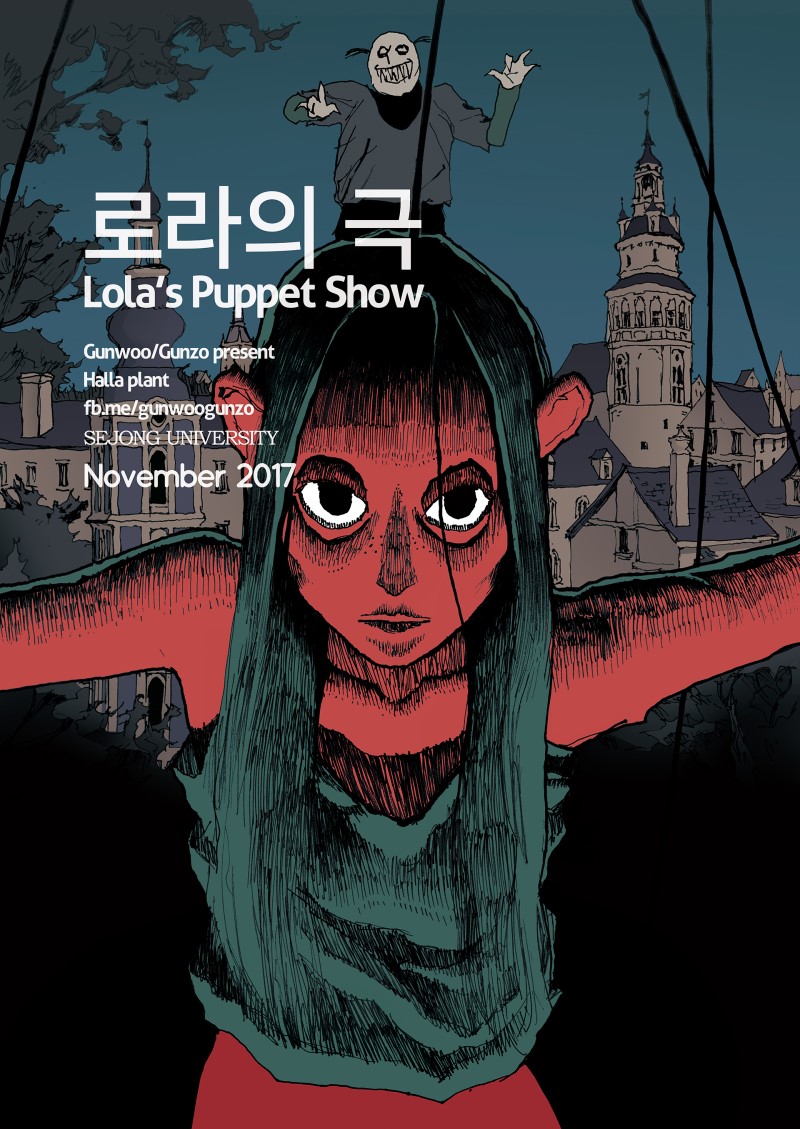 로라의 극
Lola's Puppet Show
Gunwoo/Gunzo present
Halla plant
fb.me/gunwoogunzo
SEJONG UNIVERSITY
November 2017